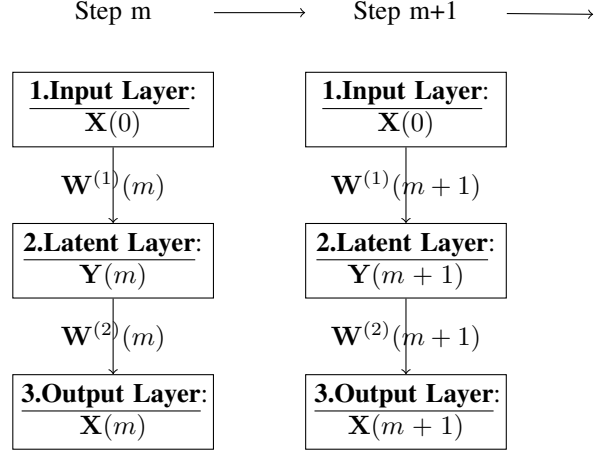 Step m Step m+1
1.Input Layer: 1.Input Layer:
X(0) X(0)
W^{(1)}(m) W^{(1)}(m + 1)
2.Latent Layer: 2.Latent Layer:
Y(m) Y(m + 1)
W^{(2)}(m) W^{(2)}(m + 1)
3.Output Layer: 3.Output Layer:
X(m) X(m + 1)